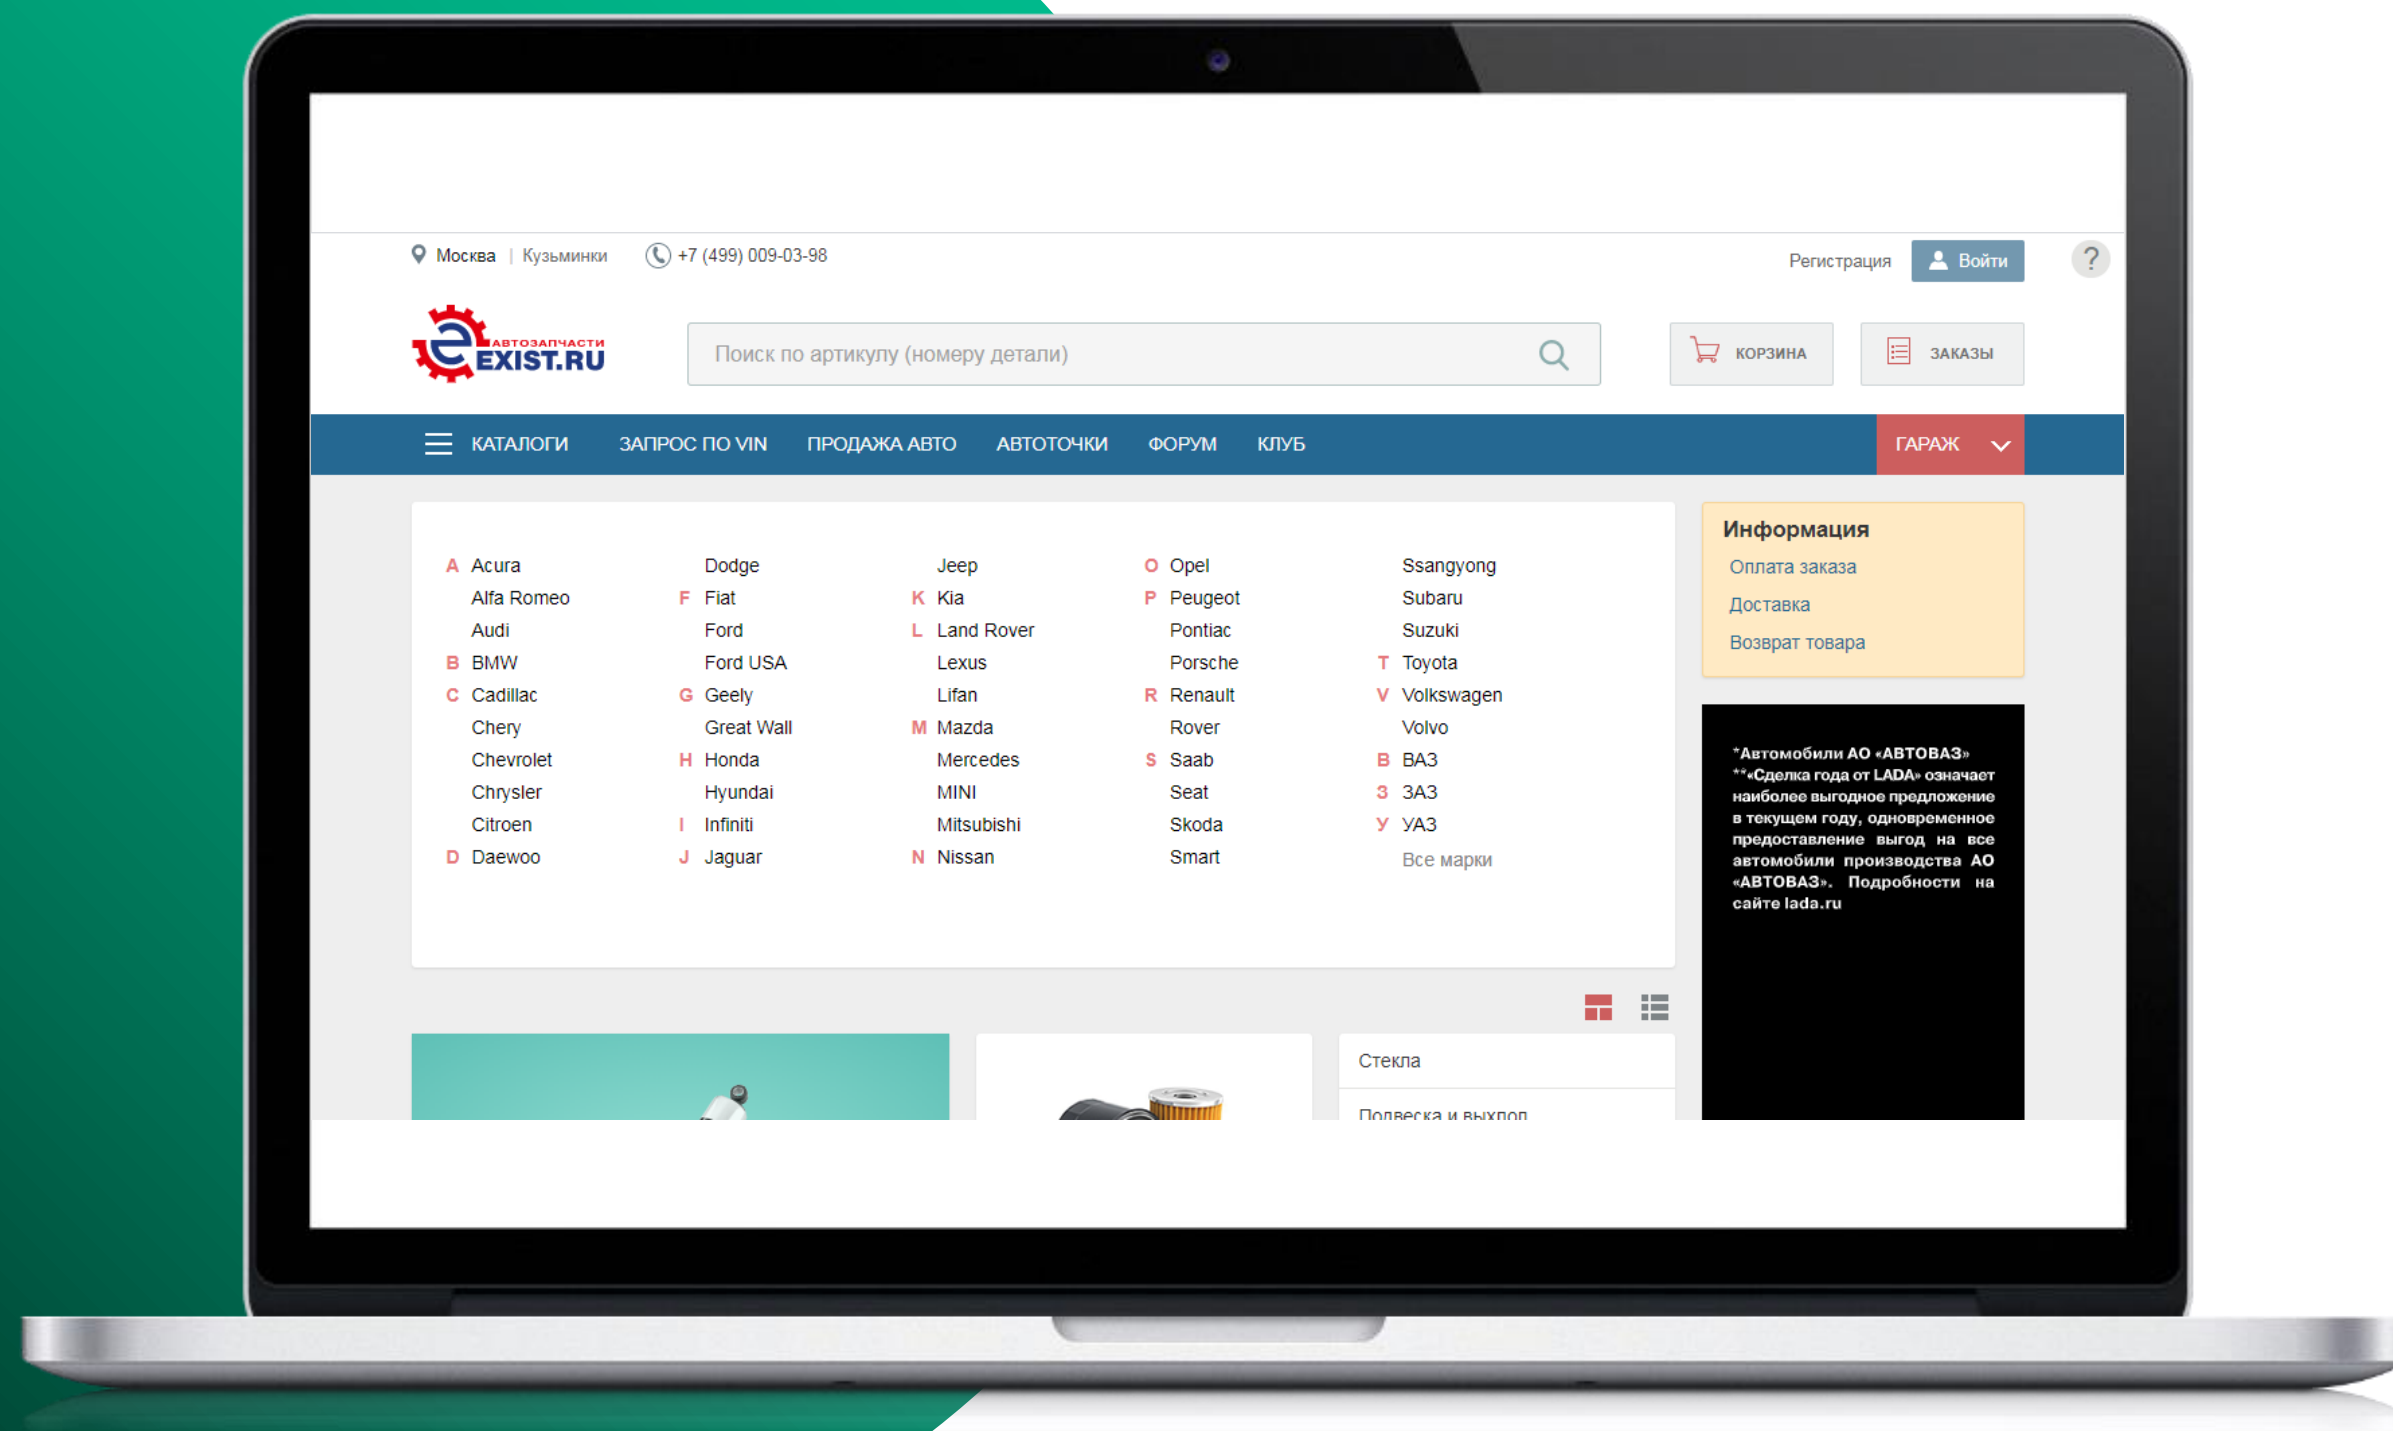 Москва | Кузьминки
+7 (499) 009-03-98
Регистрация
Войти
?
АВТОЗАПЧАСТИ
EXIST.RU
Поиск по артикулу (номеру детали)
КОРЗИНА
ЗАКАЗЫ
КАТАЛОГИ
ЗАПРОС ПО VIN
ПРОДАЖА АВТО
АВТОТОЧКИ
ФОРУМ
КЛУБ
ГАРАЖ
A Acura
Alfa Romeo
Audi
B BMW
C Cadillac
Chery
Chevrolet
Chrysler
Citroen
D Daewoo
Dodge
F Fiat
Ford
Ford USA
G Geely
Great Wall
H Honda
Hyundai
I Infiniti
J Jaguar
Jeep
K Kia
L Land Rover
Lexus
Lifan
M Mazda
Mercedes
MINI
Mitsubishi
N Nissan
O Opel
P Peugeot
Pontiac
Porsche
R Renault
Rover
S Saab
Seat
Skoda
Smart
Ssangyong
Subaru
Suzuki
T Toyota
V Volkswagen
Volvo
В ВАЗ
З ЗАЗ
У УАЗ
Все марки
Информация
Оплата заказа
Доставка
Возврат товара
*Автомобили АО «АВТОВАЗ»
**«Сделка года от LADA» означает
наиболее выгодное предложение
в текущем году, одновременное
предоставление выгод на все
автомобили производства АО
«АВТОВАЗ». Подробности на
сайте lada.ru
Стекла
Подвеска и выхлоп